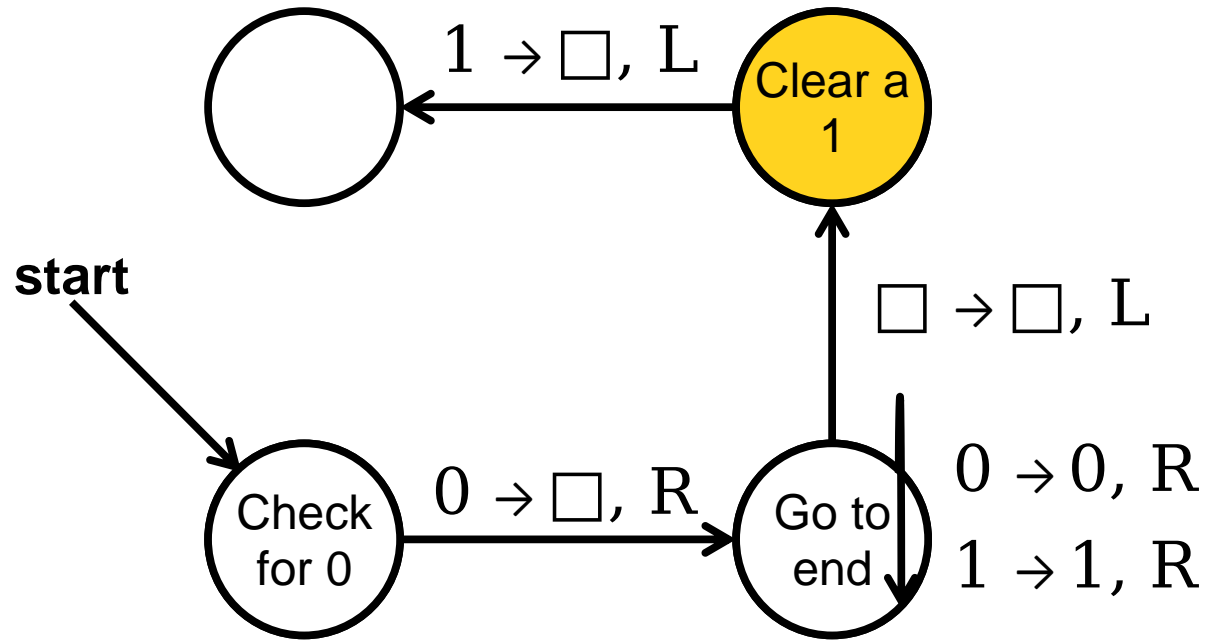 1 → □, L
Clear a
1
start
□ → □, L
Check
for 0
0 → □, R
Go to
end
0 → 0, R
1 → 1, R